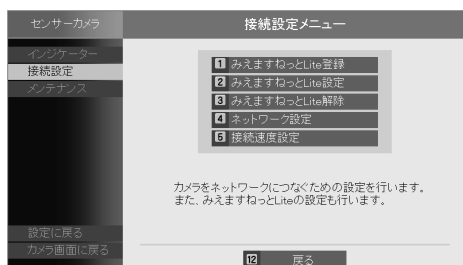 センサーカメラ
接続設定メニュー
インジケーター
接続設定
メンテナンス
1 みえますねっとLite登録
2 みえますねっとLite設定
3 みえますねっとLite解除
4 ネットワーク設定
5 接続速度設定
カメラをネットワークにつなぐための設定を行います。
また、みえますねっとLiteの設定も行います。
設定に戻る
カメラ画面に戻る
12 戻る